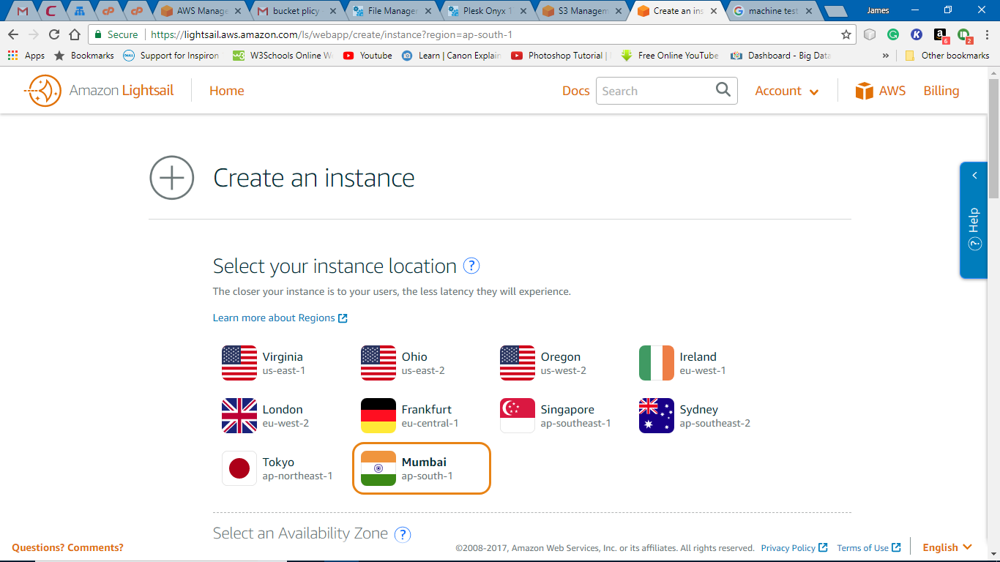 AWS Manage
bucket plicy -
File Manager
Plesk Onyx 1
S3 Managem
Create an ins
machine test
James
Secure
https://lightsail.aws.amazon.com/ls/webapp/create/instance?region=ap-south-1
6
2
Apps
Bookmarks
Support for Inspiron
W3Schools Online W
Youtube
Learn | Canon Explain
Photoshop Tutorial |
Free Online YouTube
Dashboard - Big Data
»
Other bookmarks
Amazon Lightsail
Home
Docs
Search
Account
AWS
Billing
Create an instance
Help
Select your instance location ?
The closer your instance is to your users, the less latency they will experience.
Learn more about Regions
Virginia
us-east-1
Ohio
us-east-2
Oregon
us-west-2
Ireland
eu-west-1
London
eu-west-2
Frankfurt
eu-central-1
Singapore
ap-southeast-1
Sydney
ap-southeast-2
Tokyo
ap-northeast-1
Mumbai
ap-south-1
Select an Availability Zone ?
Questions? Comments?
©2008-2017, Amazon Web Services, Inc. or its affiliates. All rights reserved.
Privacy Policy
Terms of Use
English